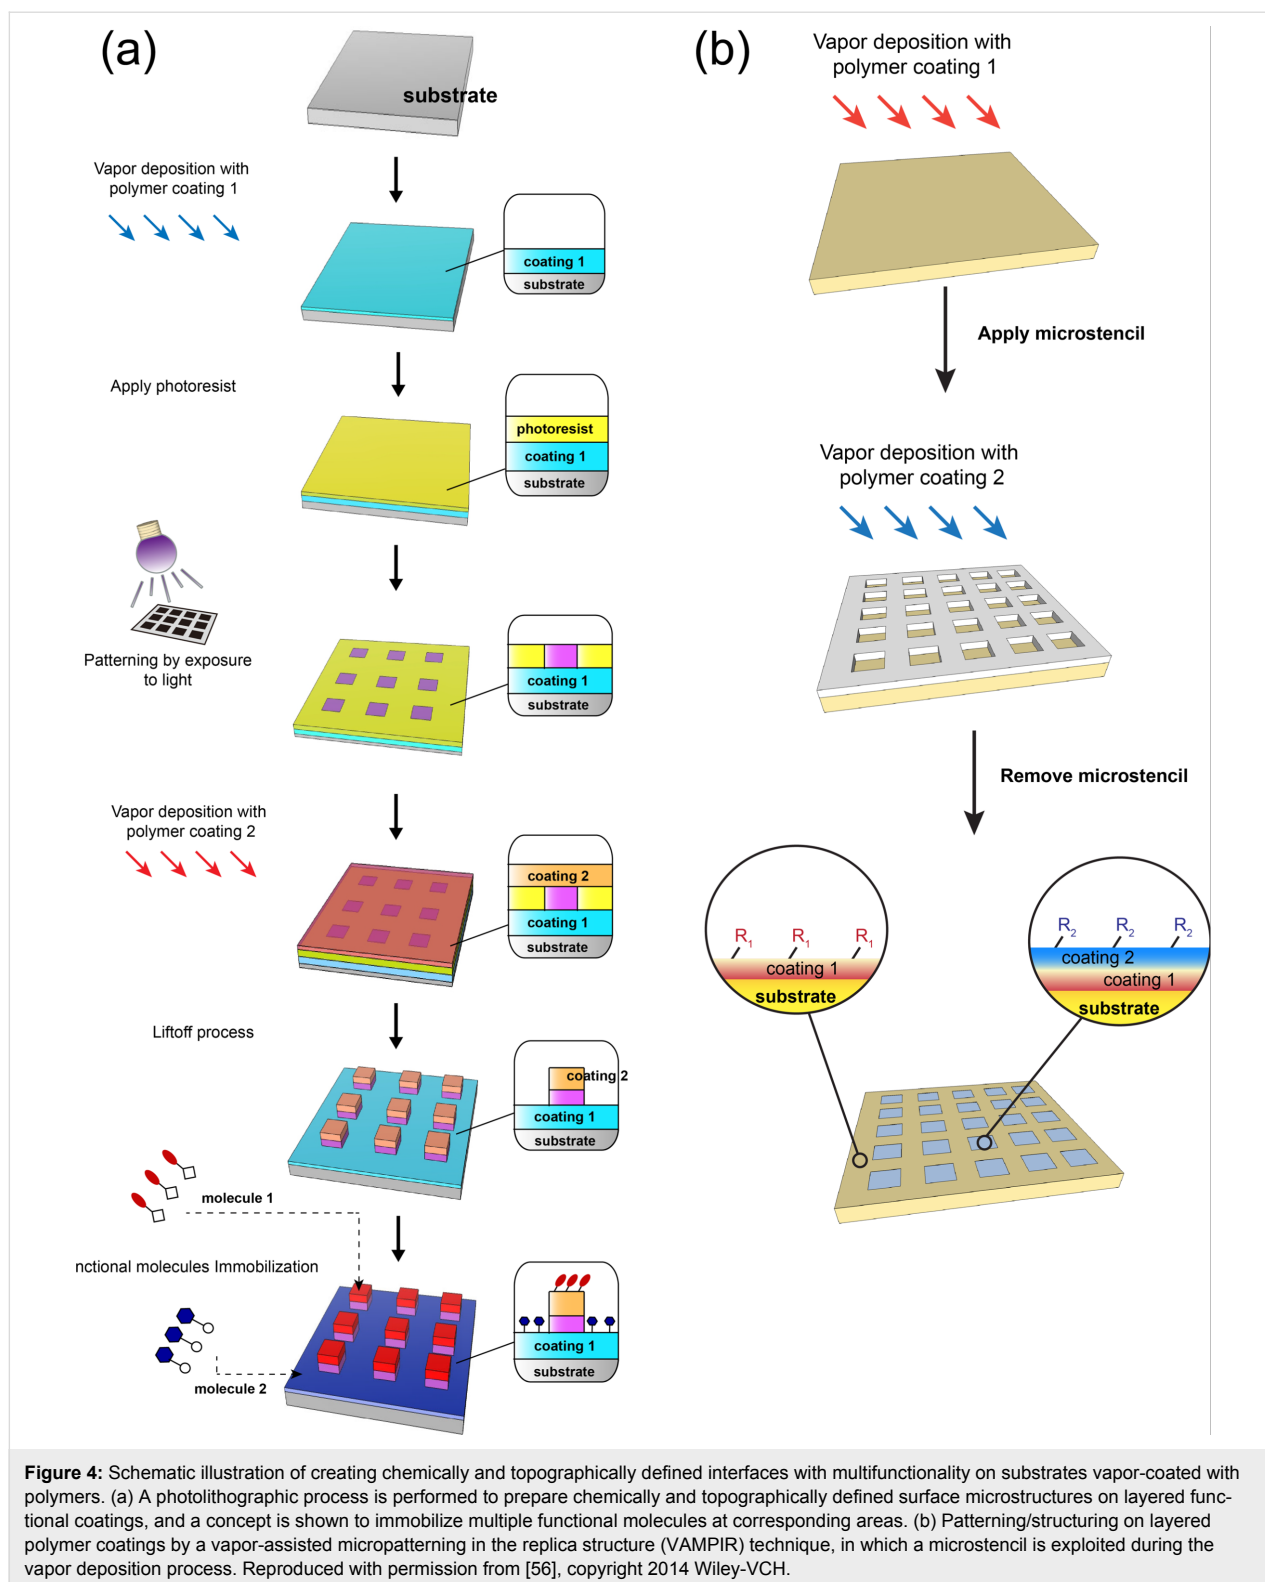 (a)
substrate
Vapor deposition with
polymer coating 1
coating 1
substrate
Apply photoresist
photoresist
coating 1
substrate
Patterning by exposure
to light
coating 1
substrate
Vapor deposition with
polymer coating 2
coating 2
coating 1
substrate
Liftoff process
coating 2
coating 1
substrate
molecule 1
nctional molecules Immobilization
molecule 2
coating 1
substrate
(b)
Vapor deposition with
polymer coating 1
Apply microstencil
Vapor deposition with
polymer coating 2
Remove microstencil
R1 R1 R1
coating 1
substrate
R2 R2 R2
coating 2
coating 1
substrate
Figure 4: Schematic illustration of creating chemically and topographically defined interfaces with multifunctionality on substrates vapor-coated with
polymers. (a) A photolithographic process is performed to prepare chemically and topographically defined surface microstructures on layered func-
tional coatings, and a concept is shown to immobilize multiple functional molecules at corresponding areas. (b) Patterning/structuring on layered
polymer coatings by a vapor-assisted micropatterning in the replica structure (VAMPIR) technique, in which a microstencil is exploited during the
vapor deposition process. Reproduced with permission from [56], copyright 2014 Wiley-VCH.